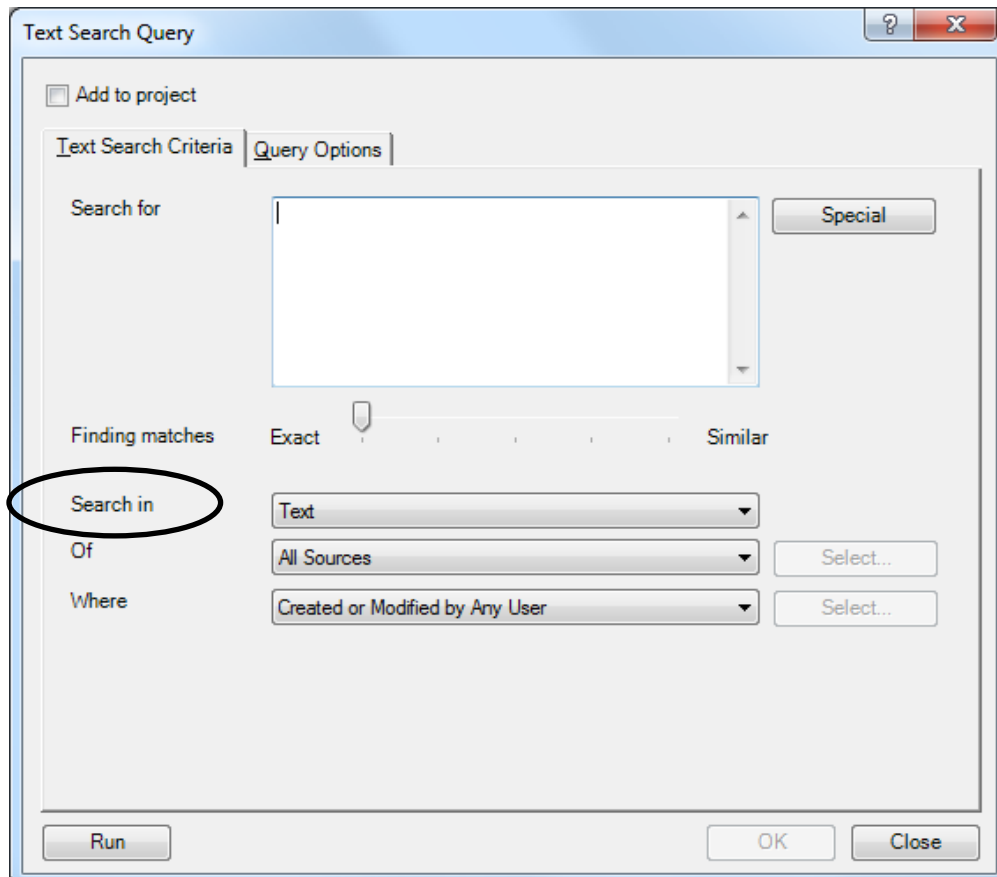 Text Search Query
Add to project
Text Search Criteria Query Options
Search for Special
Finding matches Exact Similar
Search in Text
Of All Sources Select...
Where Created or Modified by Any User Select...
Run OK Close